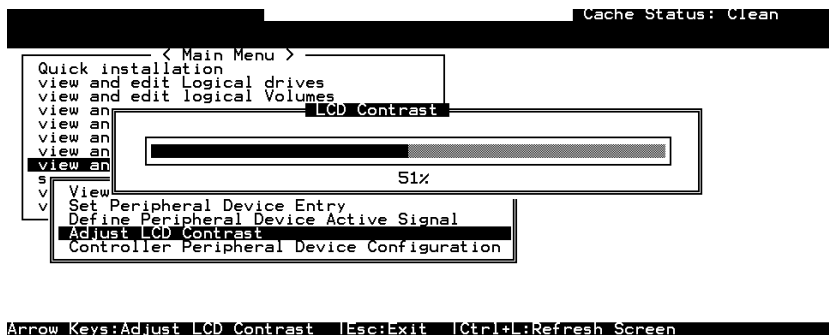 Cache Status: Clean
< Main Menu >
Quick installation
view and edit Logical drives
view and edit logical Volumes
view an
view an
view an
view an
view an
s
v
v
LCD Contrast
51%
View
Set Peripheral Device Entry
Define Peripheral Device Active Signal
Adjust LCD Contrast
Controller Peripheral Device Configuration
Arrow Keys:Adjust LCD Contrast |Esc:Exit |Ctrl+L:Refresh Screen